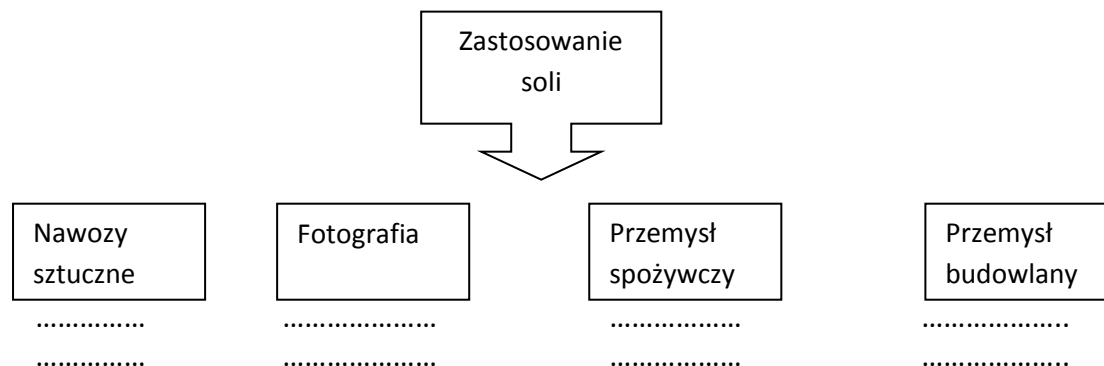 Zastosowanie
soli
Nawozy
sztuczne
Fotografia
Przemysł
spożywczy
Przemysł
budowlany
…………… ………………… ……………… ………………..
…………… ………………… ……………… ………………..